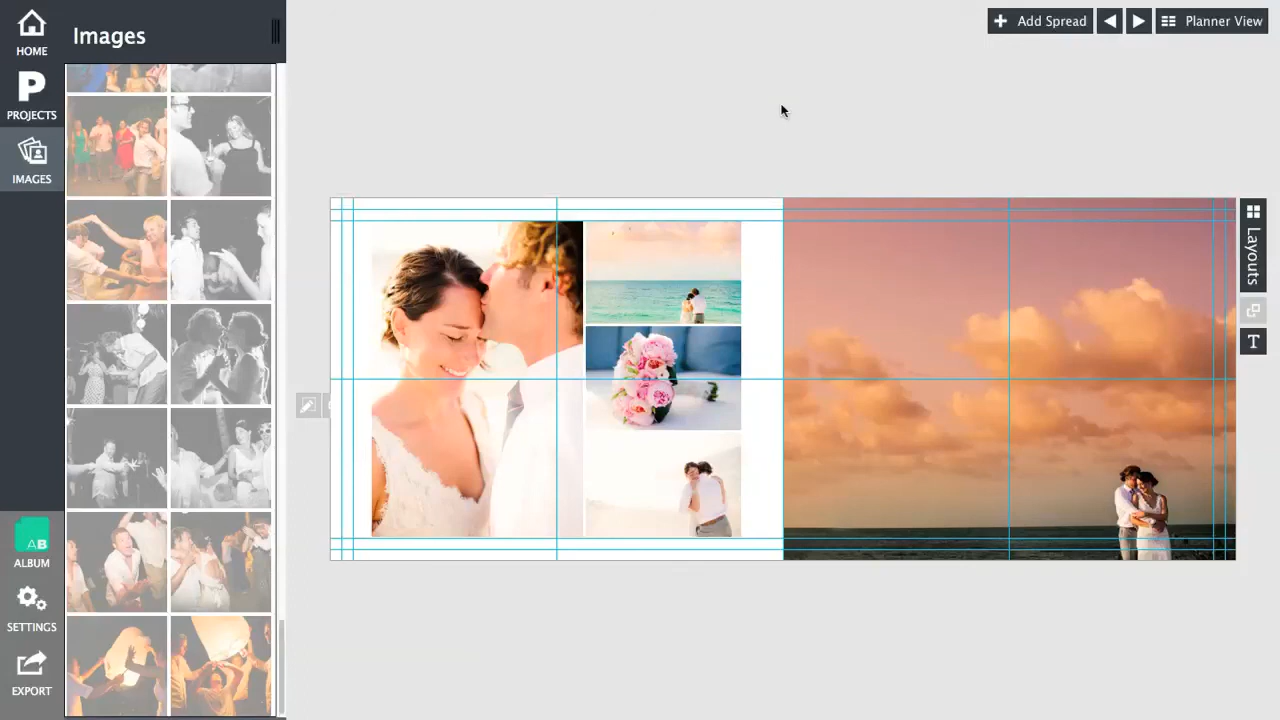 HOME
PROJECTS
IMAGES
Images
Add Spread
Planner View
Layouts
T
AB
ALBUM
SETTINGS
EXPORT